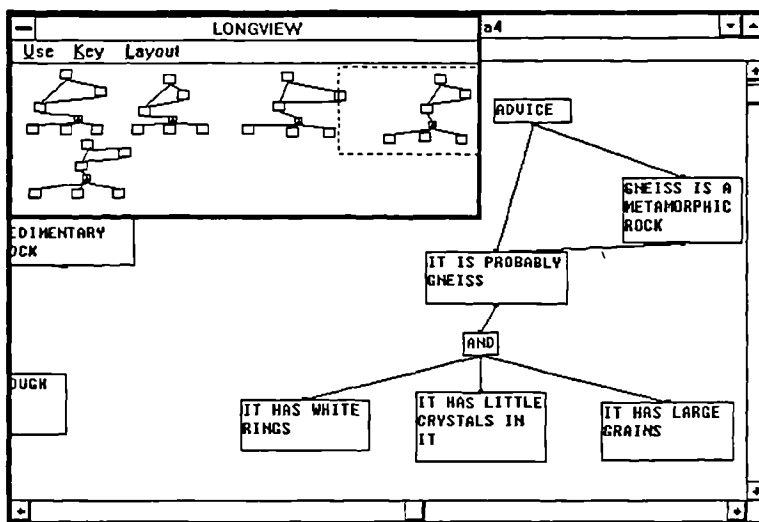 LONGVIEW
a4
Use Key Layout
ADVICE
GNEISS IS A
METAMORPHIC
ROCK
EDIMENTARY
OCK
IT IS PROBABLY
GNEISS
AND
OUGH
IT HAS WHITE
RINGS
IT HAS LITTLE
CRYSTALS IN
IT
IT HAS LARGE
GRAINS